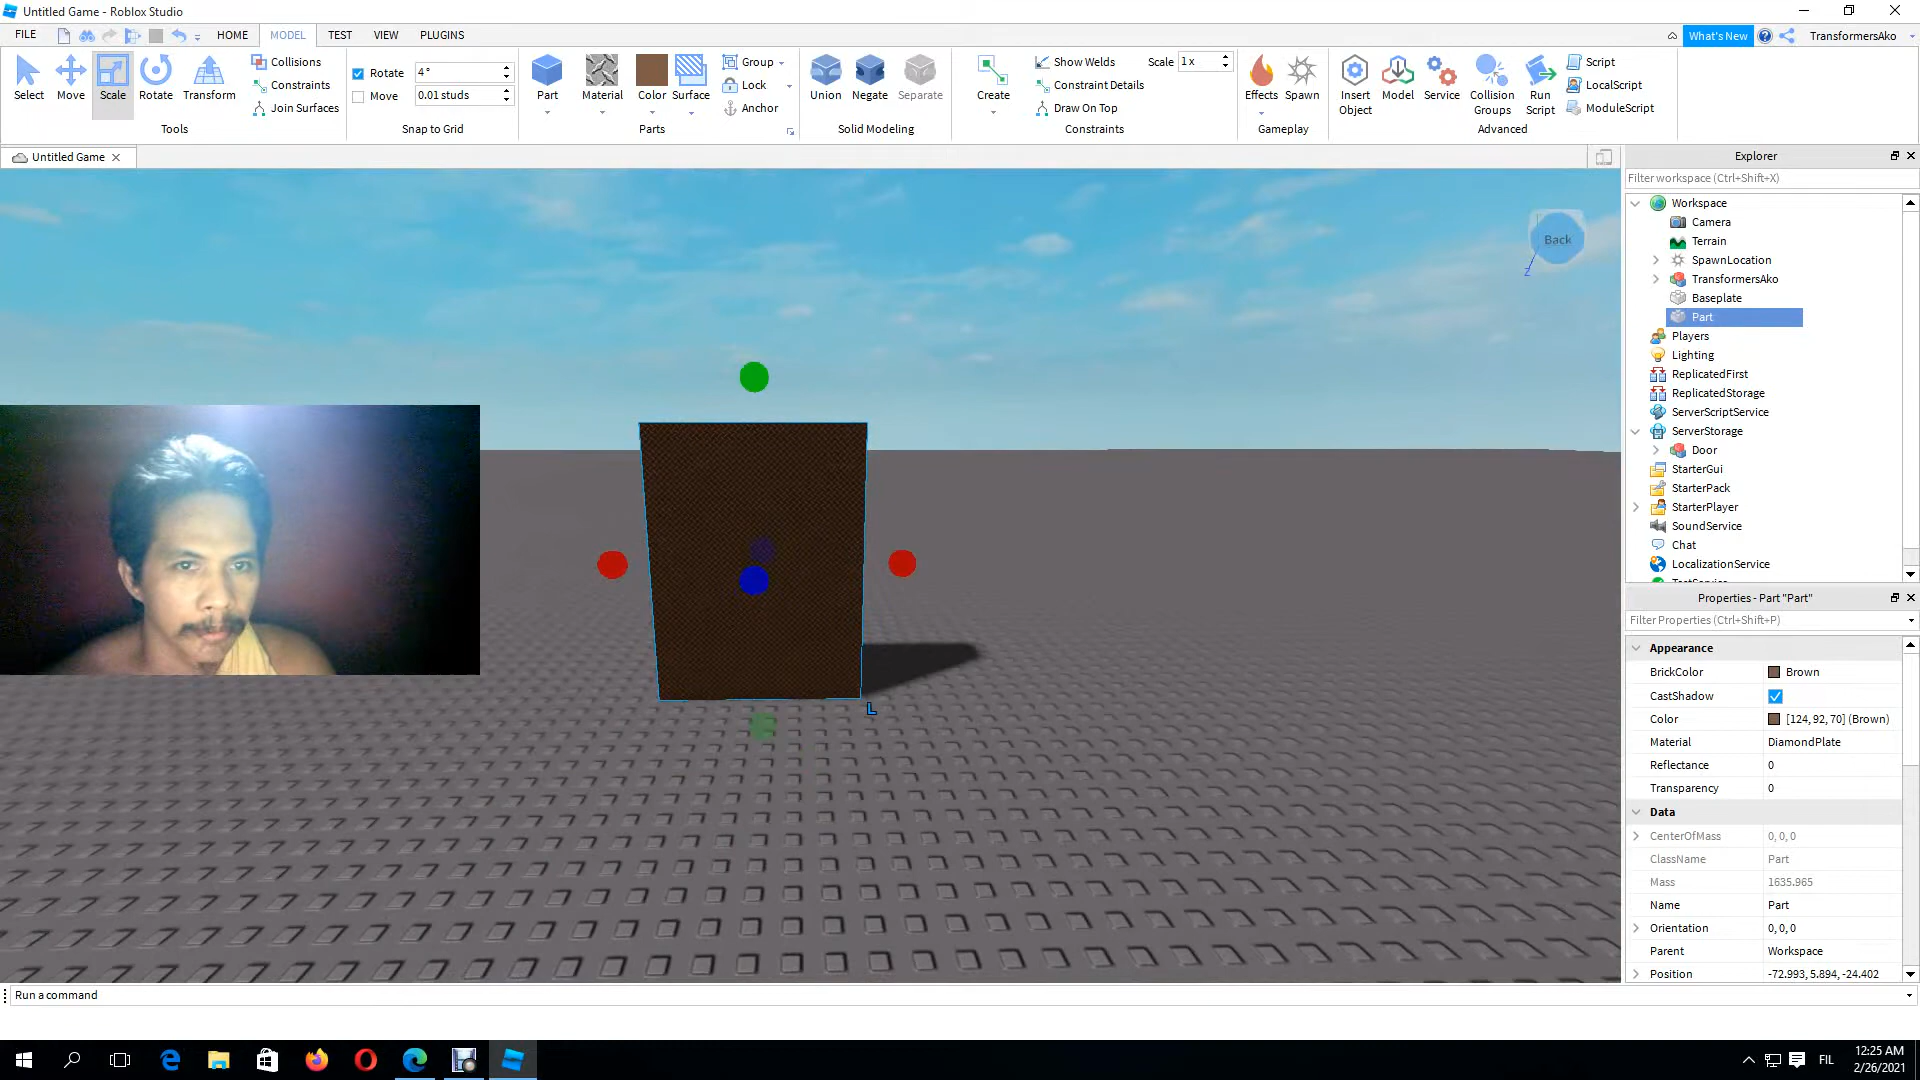 Untitled Game - Roblox Studio
FILE HOME MODEL TEST VIEW PLUGINS What's New TransformersAko
Select Move Scale Rotate Transform
Collisions
Constraints
Join Surfaces
Tools
Rotate 4°
Move 0.01 studs
Snap to Grid
Part Material Color Surface
Group
Lock
Anchor
Parts
Union Negate Separate
Solid Modeling
Create
Show Welds
Constraint Details
Draw On Top
Scale 1 x
Constraints
Effects Spawn
Gameplay
Insert Object Model Service Collision Groups Run Script
Script
LocalScript
ModuleScript
Advanced
Untitled Game
Back
Z
L
Explorer
Filter workspace (Ctrl+Shift+X)
Workspace
Camera
Terrain
SpawnLocation
TransformersAko
Baseplate
Part
Players
Lighting
ReplicatedFirst
ReplicatedStorage
ServerScriptService
ServerStorage
Door
StarterGui
StarterPack
StarterPlayer
SoundService
Chat
LocalizationService
TestService
Properties - Part "Part"
Filter Properties (Ctrl+Shift+P)
Appearance
BrickColor Brown
CastShadow
Color [124, 92, 70] (Brown)
Material DiamondPlate
Reflectance 0
Transparency 0
Data
CenterOfMass 0, 0, 0
ClassName Part
Mass 1635.965
Name Part
Orientation 0, 0, 0
Parent Workspace
Position -72.993, 5.894, -24.402
Run a command
FIL
12:25 AM
2/26/2021